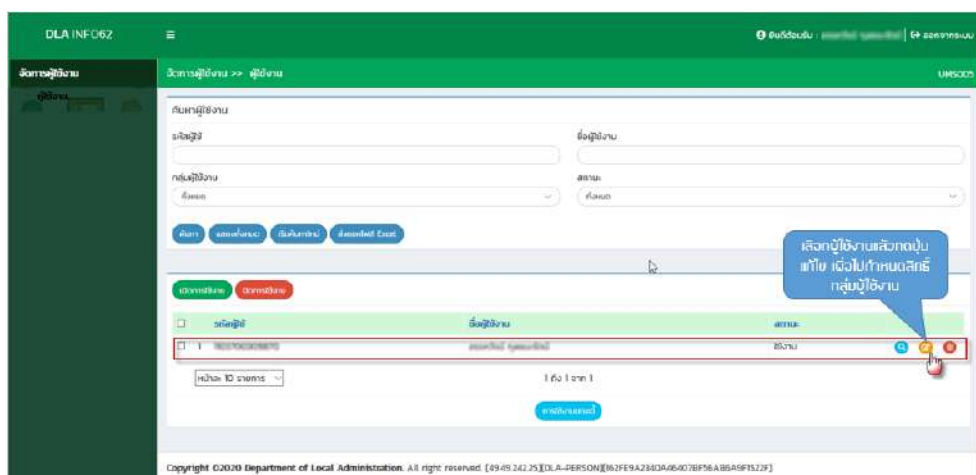 DLA INFO62
ยินดีต้อนรับ :
ออกจากระบบ
จัดการผู้ใช้งาน
จัดการผู้ใช้งาน >> ผู้ใช้งาน
UMS005
ผู้ใช้งาน
ค้นหาผู้ใช้งาน
รหัสผู้ใช้
ชื่อผู้ใช้งาน
กลุ่มผู้ใช้งาน
สถานะ
ทั้งหมด
ทั้งหมด
ค้นหา
แสดงทั้งหมด
ส่งออกไฟล์ Excel
เลือกผู้ใช้งานแล้วกดปุ่ม
แก้ไข เพื่อไปกำหนดสิทธิ์
กลุ่มผู้ใช้งาน
เปิดการใช้งาน
ปิดการใช้งาน
รหัสผู้ใช้
ชื่อผู้ใช้งาน
สถานะ
1
ใช้งาน
หน้าละ 10 รายการ
1 ถึง 1 จาก 1
Copyright ©2020 Department of Local Administration. All right reserved.